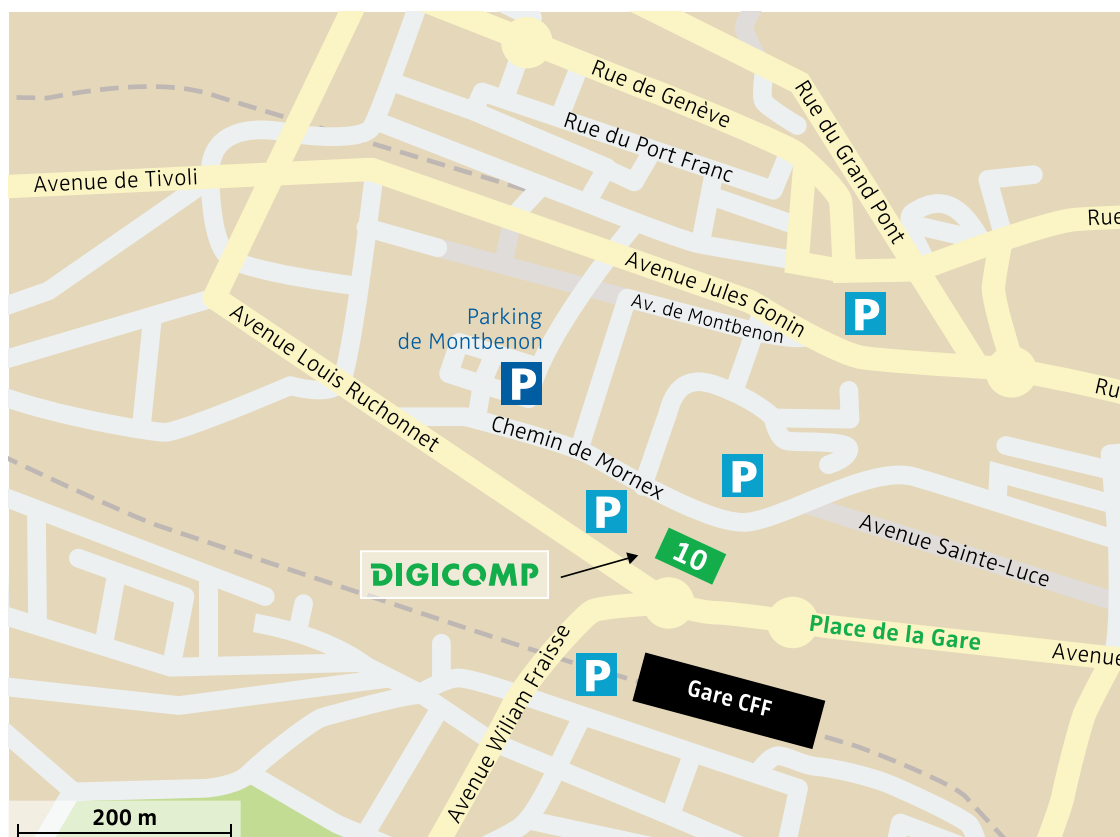 Rue de Genève
Rue du Grand Pont
Rue du Port Franc
Avenue de Tivoli
Rue
Avenue Jules Gonin
Av. de Montbenon
P
Parking
de Montbenon
Avenue Louis Ruchonnet
P
Ru
Chemin de Mornex
P
P
Avenue Sainte-Luce
10
DIGICOMP
Place de la Gare
Avenue
Avenue Wiliam Fraisse
P
Gare CFF
200 m